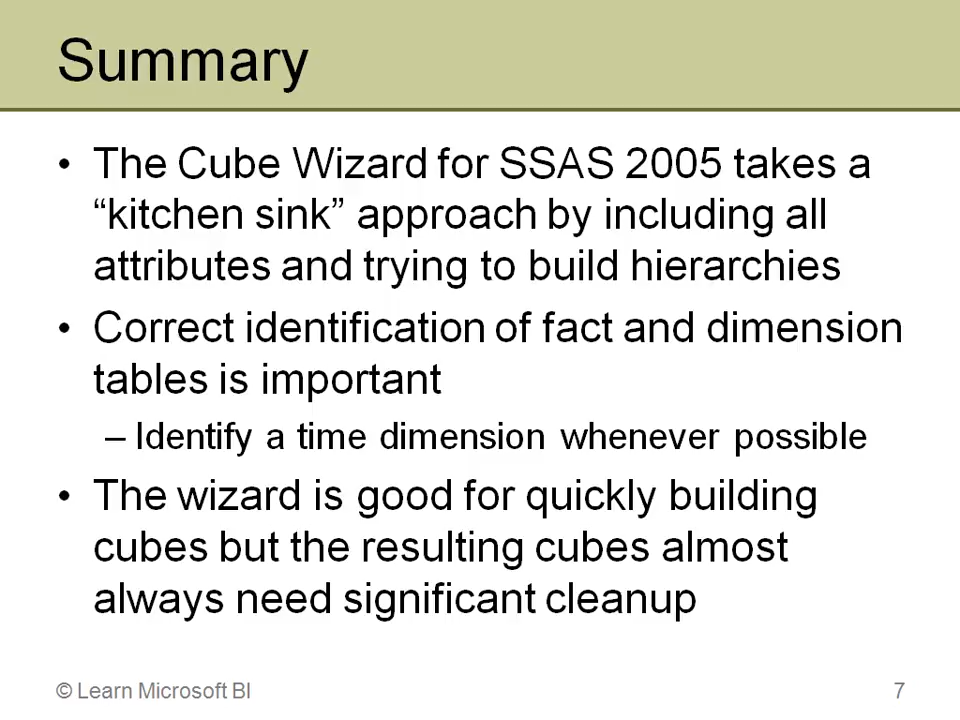 Summary
• The Cube Wizard for SSAS 2005 takes a
“kitchen sink” approach by including all
attributes and trying to build hierarchies
• Correct identification of fact and dimension
tables is important
– Identify a time dimension whenever possible
• The wizard is good for quickly building
cubes but the resulting cubes almost
always need significant cleanup
© Learn Microsoft BI 7